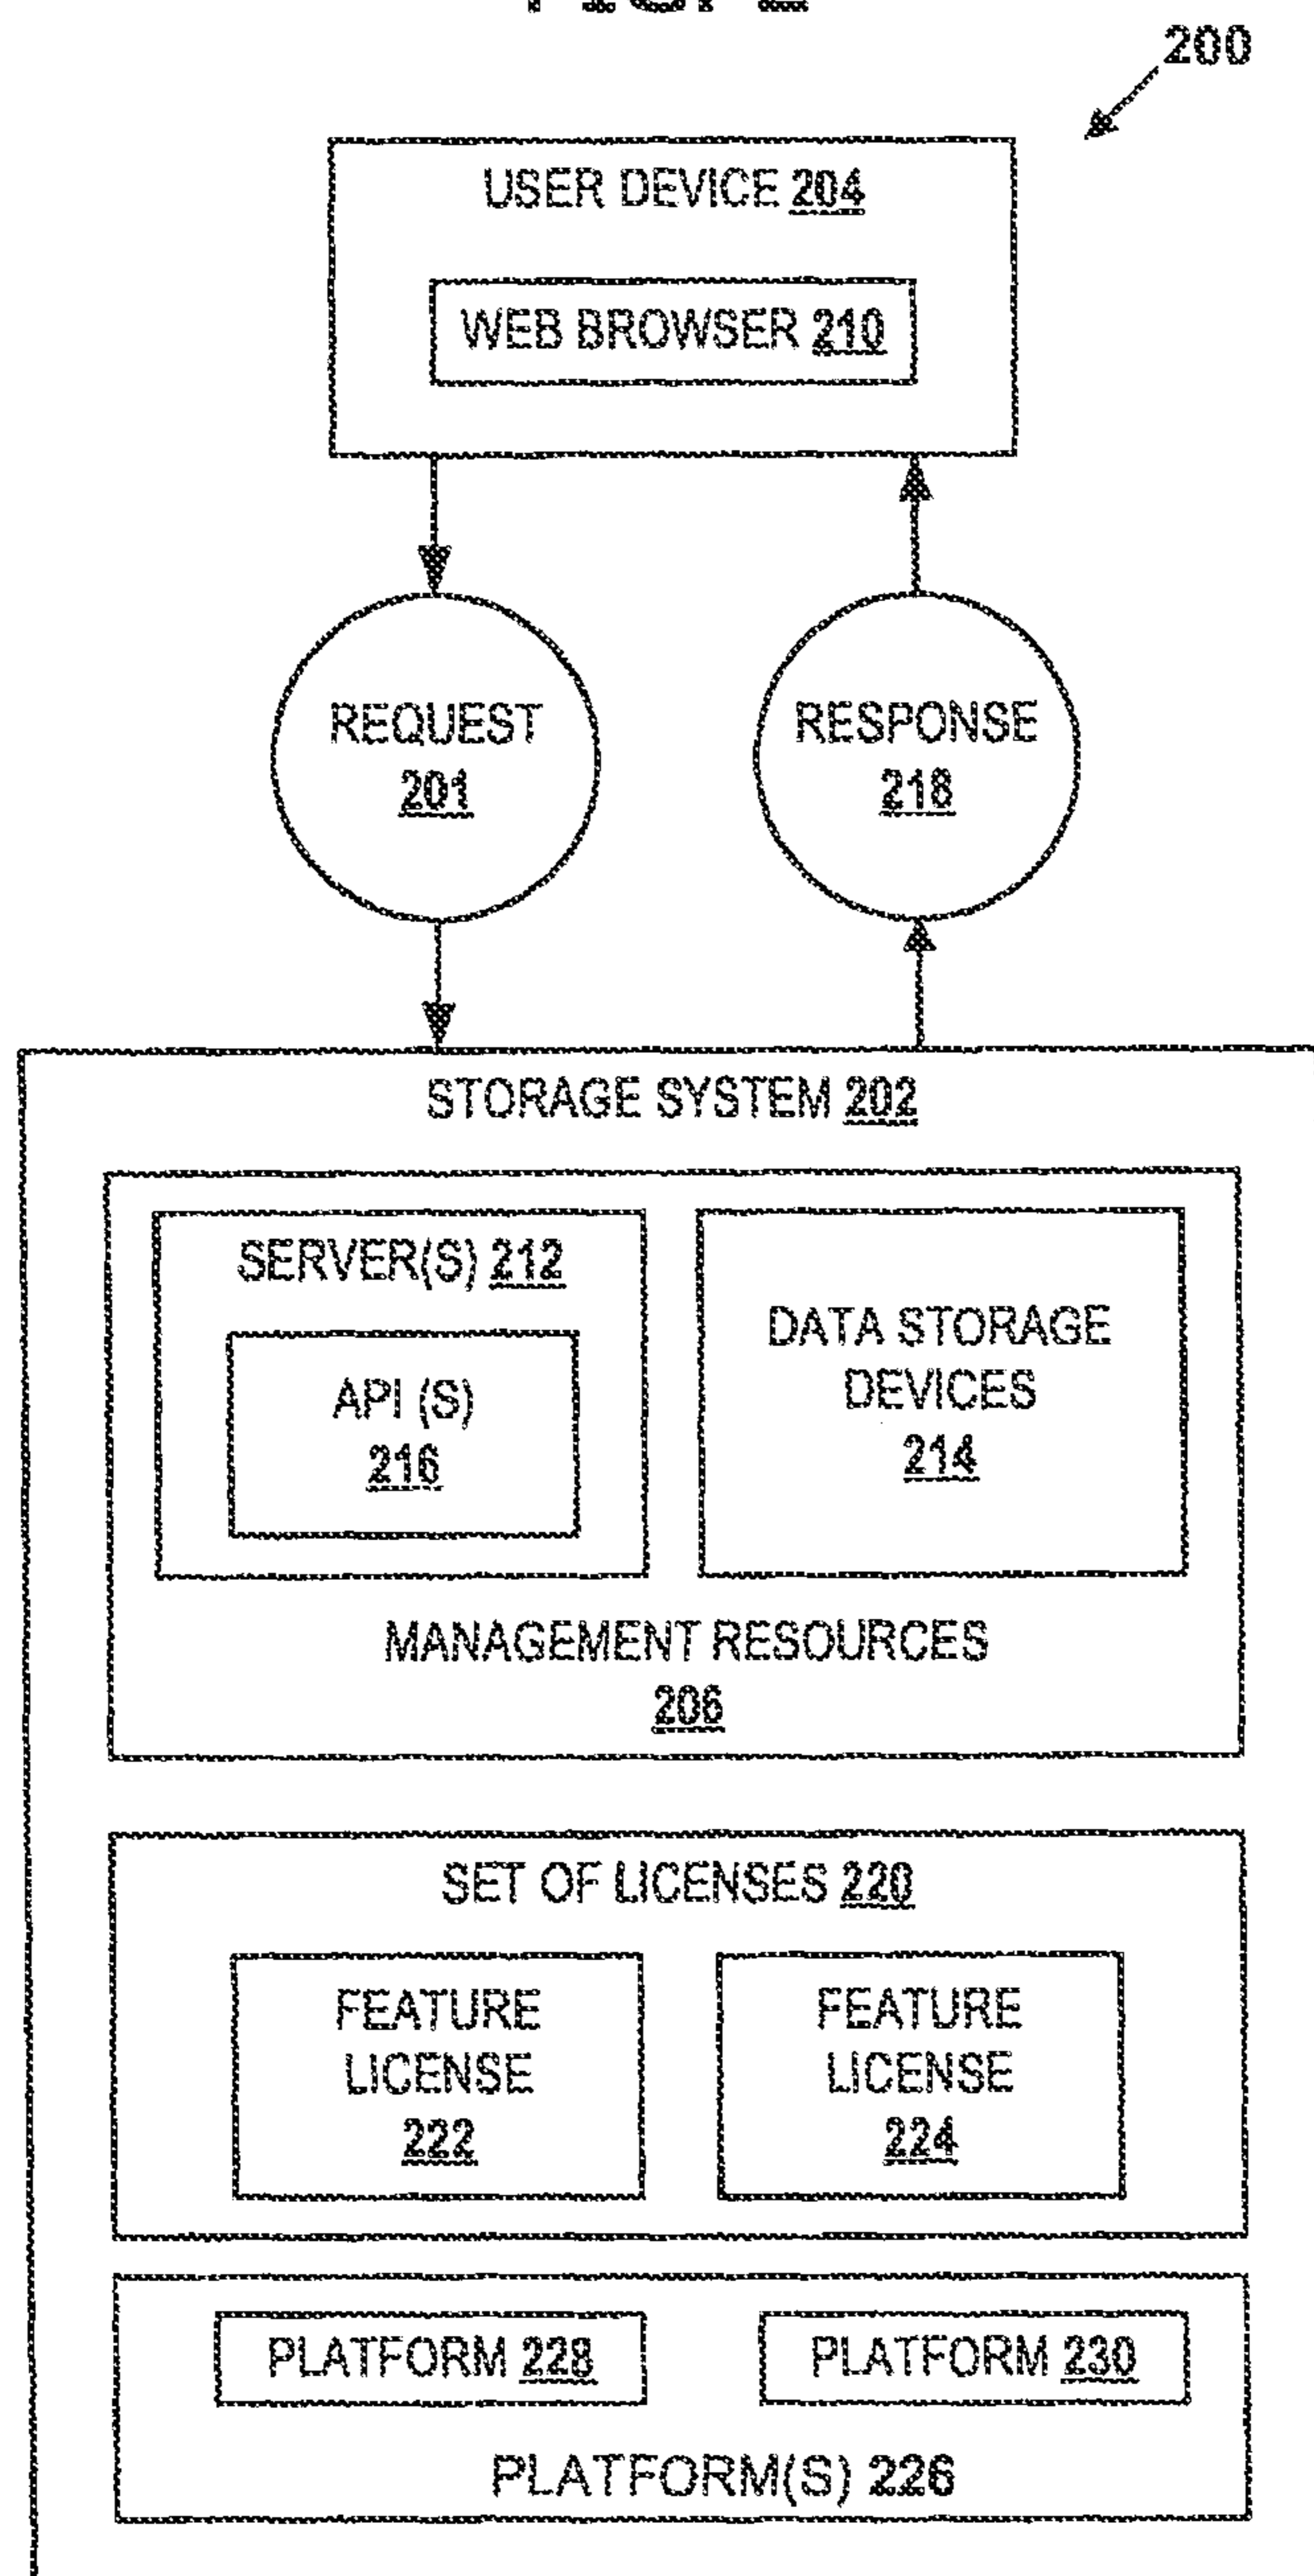 200
USER DEVICE 204
WEB BROWSER 210
REQUEST
201
RESPONSE
218
STORAGE SYSTEM 202
SERVER(S) 212
API (S)
216
DATA STORAGE
DEVICES
214
MANAGEMENT RESOURCES
206
SET OF LICENSES 220
FEATURE
LICENSE
222
FEATURE
LICENSE
224
PLATFORM 228
PLATFORM 230
PLATFORM(S) 226